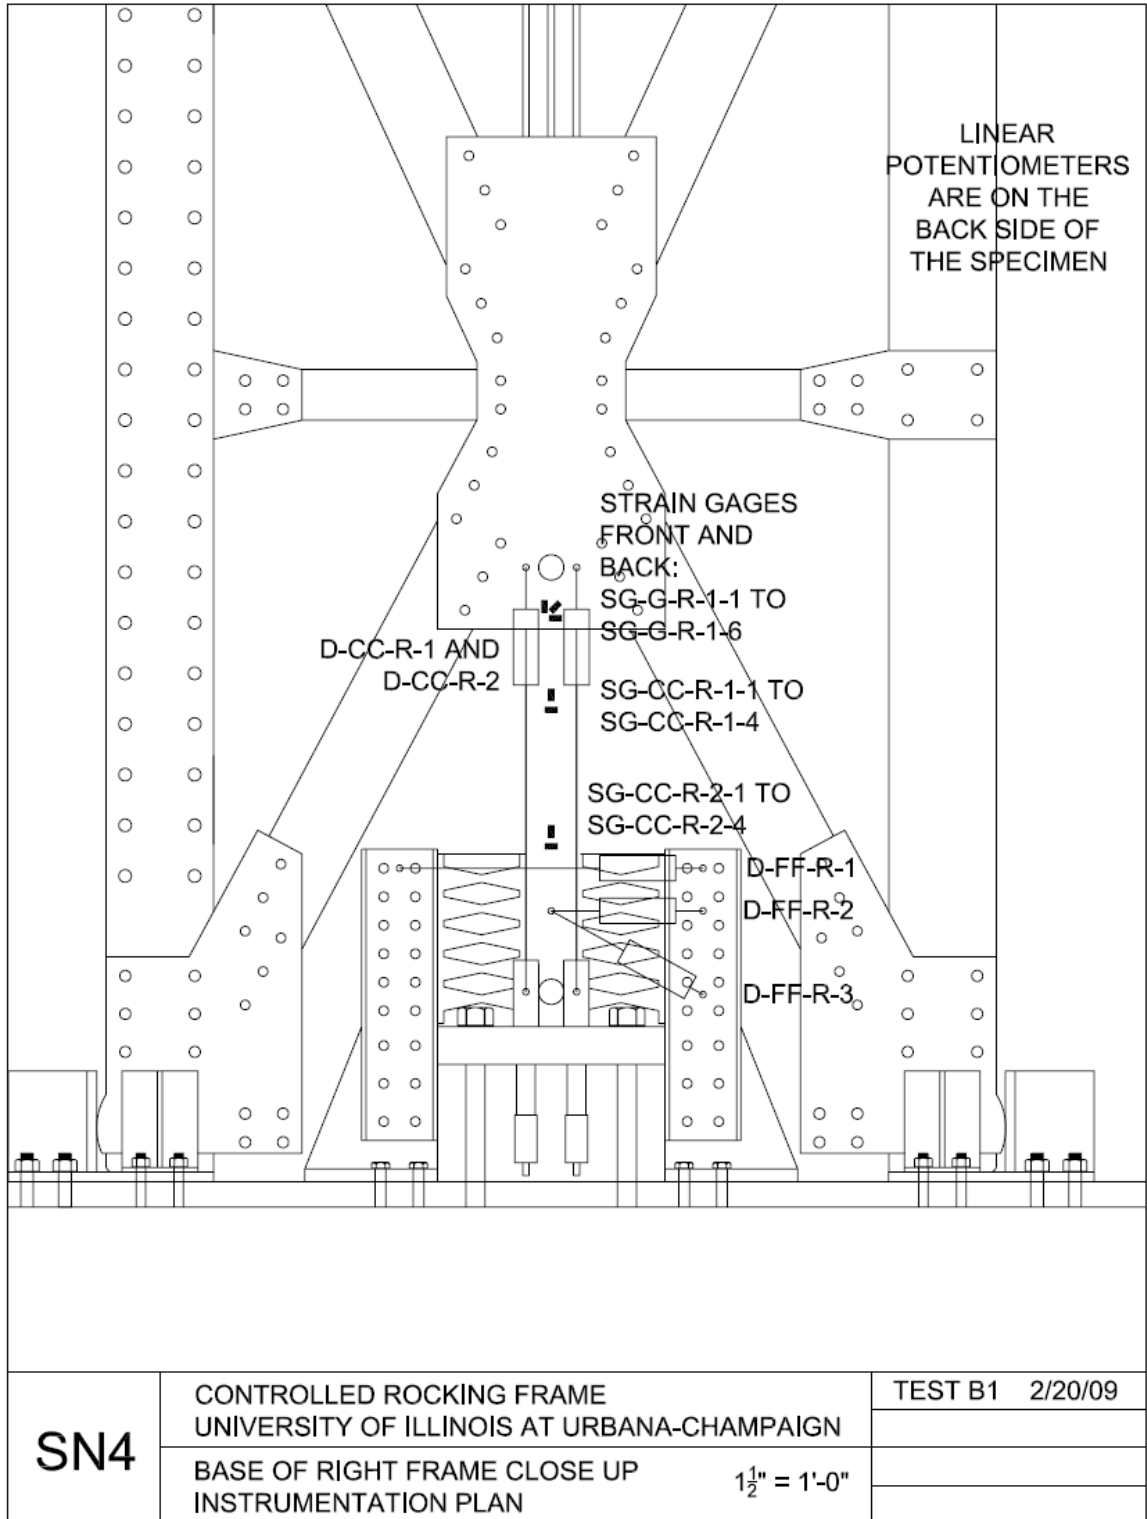 LINEAR
POTENTIOMETERS
ARE ON THE
BACK SIDE OF
THE SPECIMEN
STRAIN GAGES
FRONT AND
BACK:
SG-G-R-1-1 TO
SG-G-R-1-6
D-CC-R-1 AND
D-CC-R-2
SG-CC-R-1-1 TO
SG-CC-R-1-4
SG-CC-R-2-1 TO
SG-CC-R-2-4
D-FF-R-1
D-FF-R-2
D-FF-R-3
SN4
CONTROLLED ROCKING FRAME
UNIVERSITY OF ILLINOIS AT URBANA-CHAMPAIGN
BASE OF RIGHT FRAME CLOSE UP
INSTRUMENTATION PLAN
1½" = 1'-0"
TEST B1 2/20/09